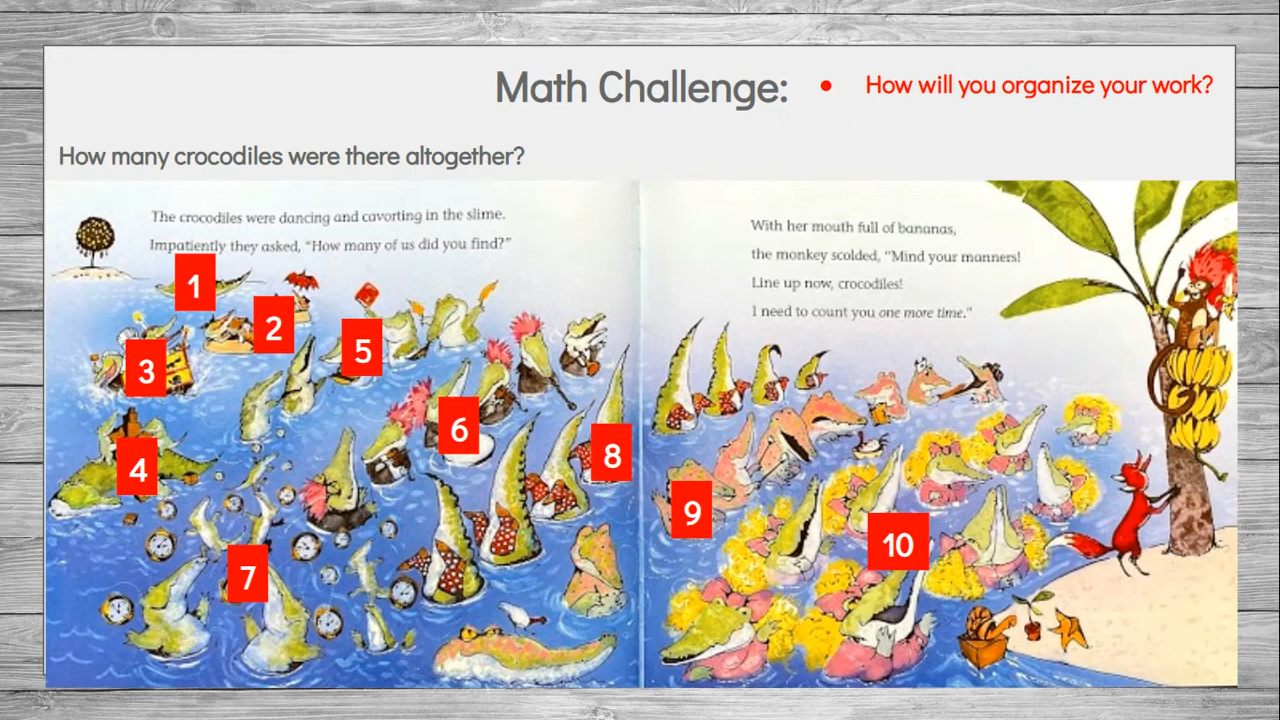 Math Challenge:
• How will you organize your work?
How many crocodiles were there altogether?
The crocodiles were dancing and cavorting in the slime.
Impatiently they asked, "How many of us did you find?"
With her mouth full of bananas,
the monkey scolded, "Mind your manners!
Line up now, crocodiles!
I need to count you one more time."
1
2
3
4
5
6
7
8
9
10